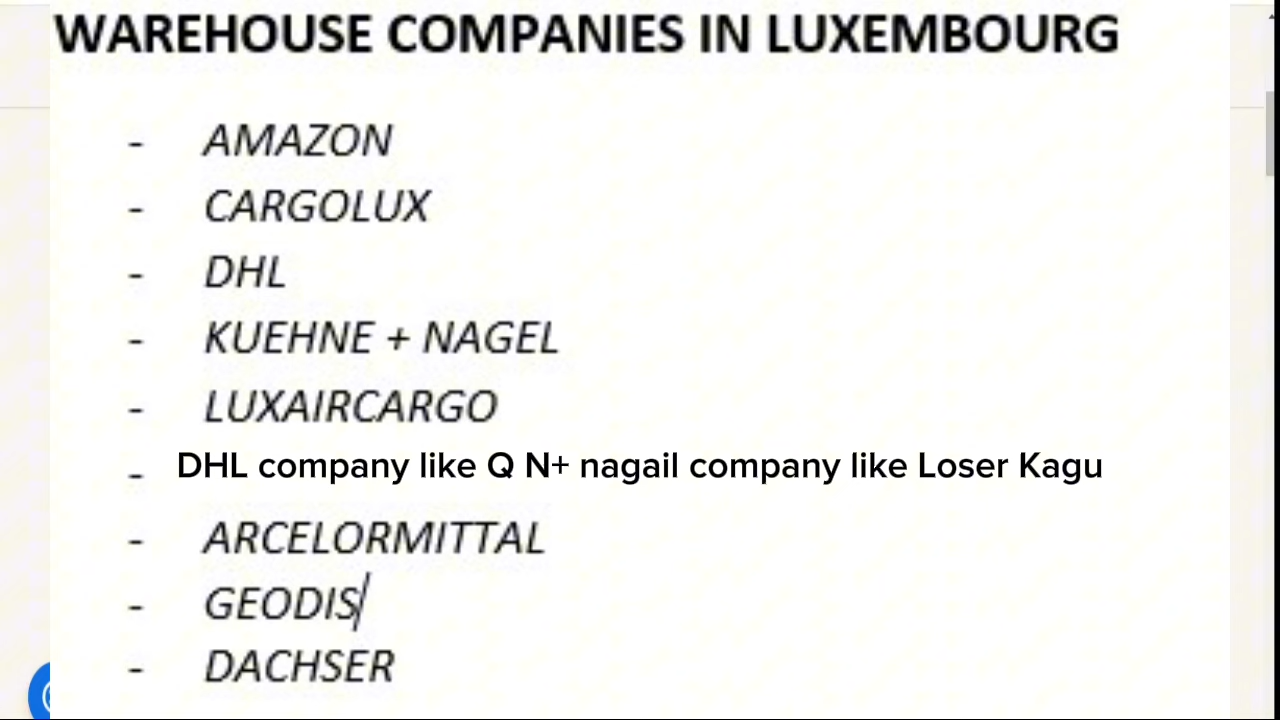 WAREHOUSE COMPANIES IN LUXEMBOURG
- AMAZON
- CARGOLUX
- DHL
- KUEHNE + NAGEL
- LUXAIRCARGO
- DHL company like Q N+ nagail company like Loser Kagu
- ARCELORMITTAL
- GEODIS
- DACHSER